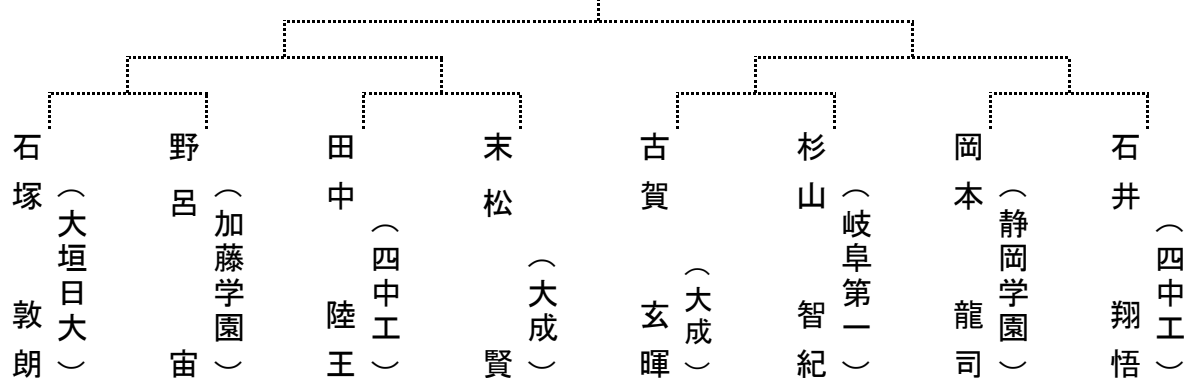 石塚 敦朗
（大垣日大）
野呂 宙
（加藤学園）
田中 陸王
（四中工）
末松 賢
（大成）
古賀 玄暉
（大成）
杉山 智紀
（岐阜第一）
岡本 龍司
（静岡学園）
石井 翔悟
（四中工）